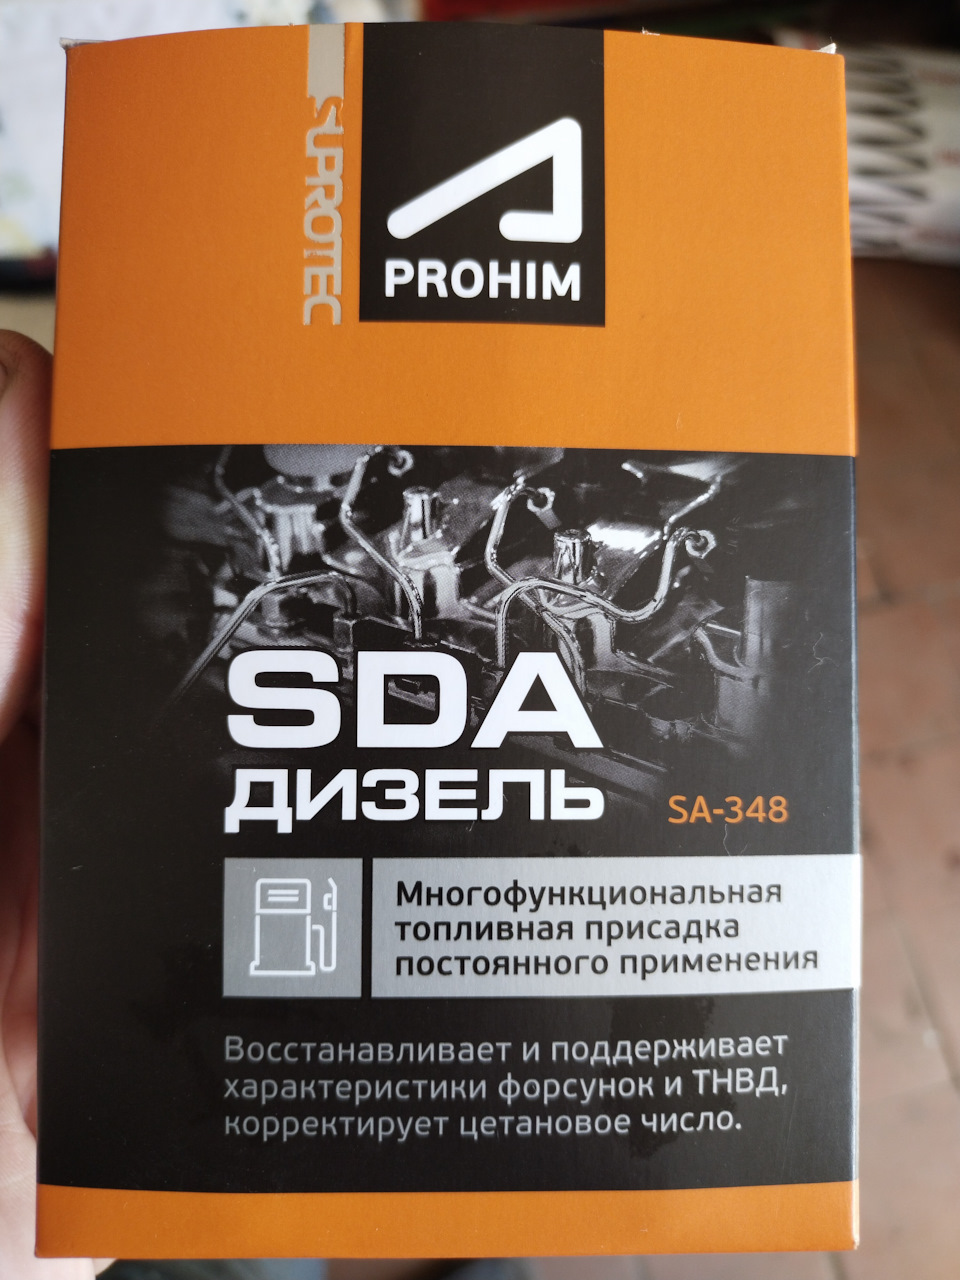 SUPROTEC
PROHIM
SDA
ДИЗЕЛЬ
SA-348
Многофункциональная
топливная присадка
постоянного применения
Восстанавливает и поддерживает
характеристики форсунок и ТНВД,
корректирует цетановое число.